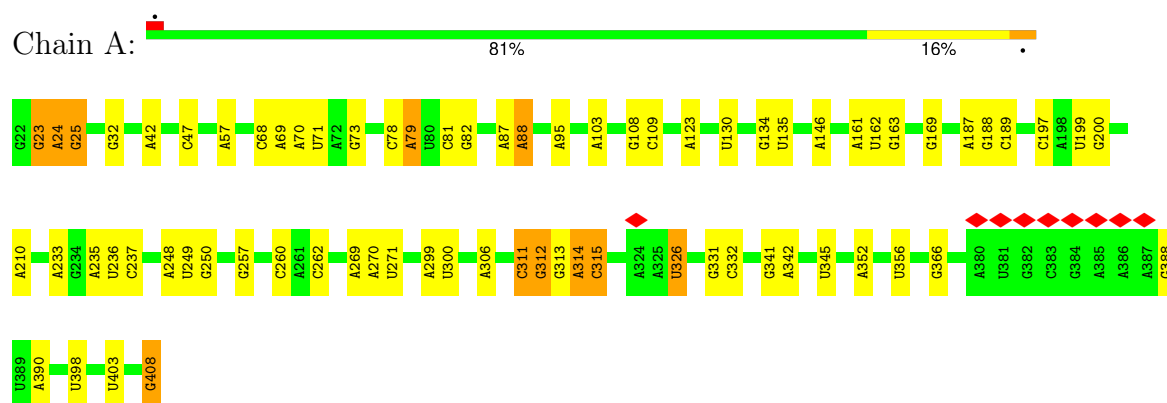 Chain A:
81% 16%
G22 G23 A24 G25 G32 A42 C47 A57 C68 A69 A70 U71 A72 G73 C78 A79 U80 C81 G82 A87 A88 A95 A103 G108 C109 A123 U130 G134 U135 A146 A161 U162 G163 G169 A187 G188 C189 C197 A198 U199 G200
A210 A233 G234 A235 U236 C237 A248 U249 G250 G257 C260 A261 C262 A269 A270 U271 A299 U300 A306 C311 G312 G313 A314 C315 A324 A325 U326 G331 C332 G341 A342 U345 A352 U356 G366 A380 U381 G382 C383 G384 A385 A386 A387 G388
U389 A390 U398 U403 G408